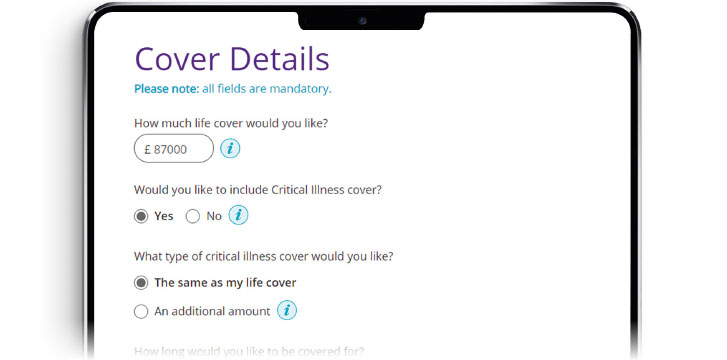 Cover Details
Please note: all fields are mandatory.
How much life cover would you like?
£ 87000 i
Would you like to include Critical Illness cover?
Yes No i
What type of critical illness cover would you like?
The same as my life cover
An additional amount i
How long would you like to be covered for?